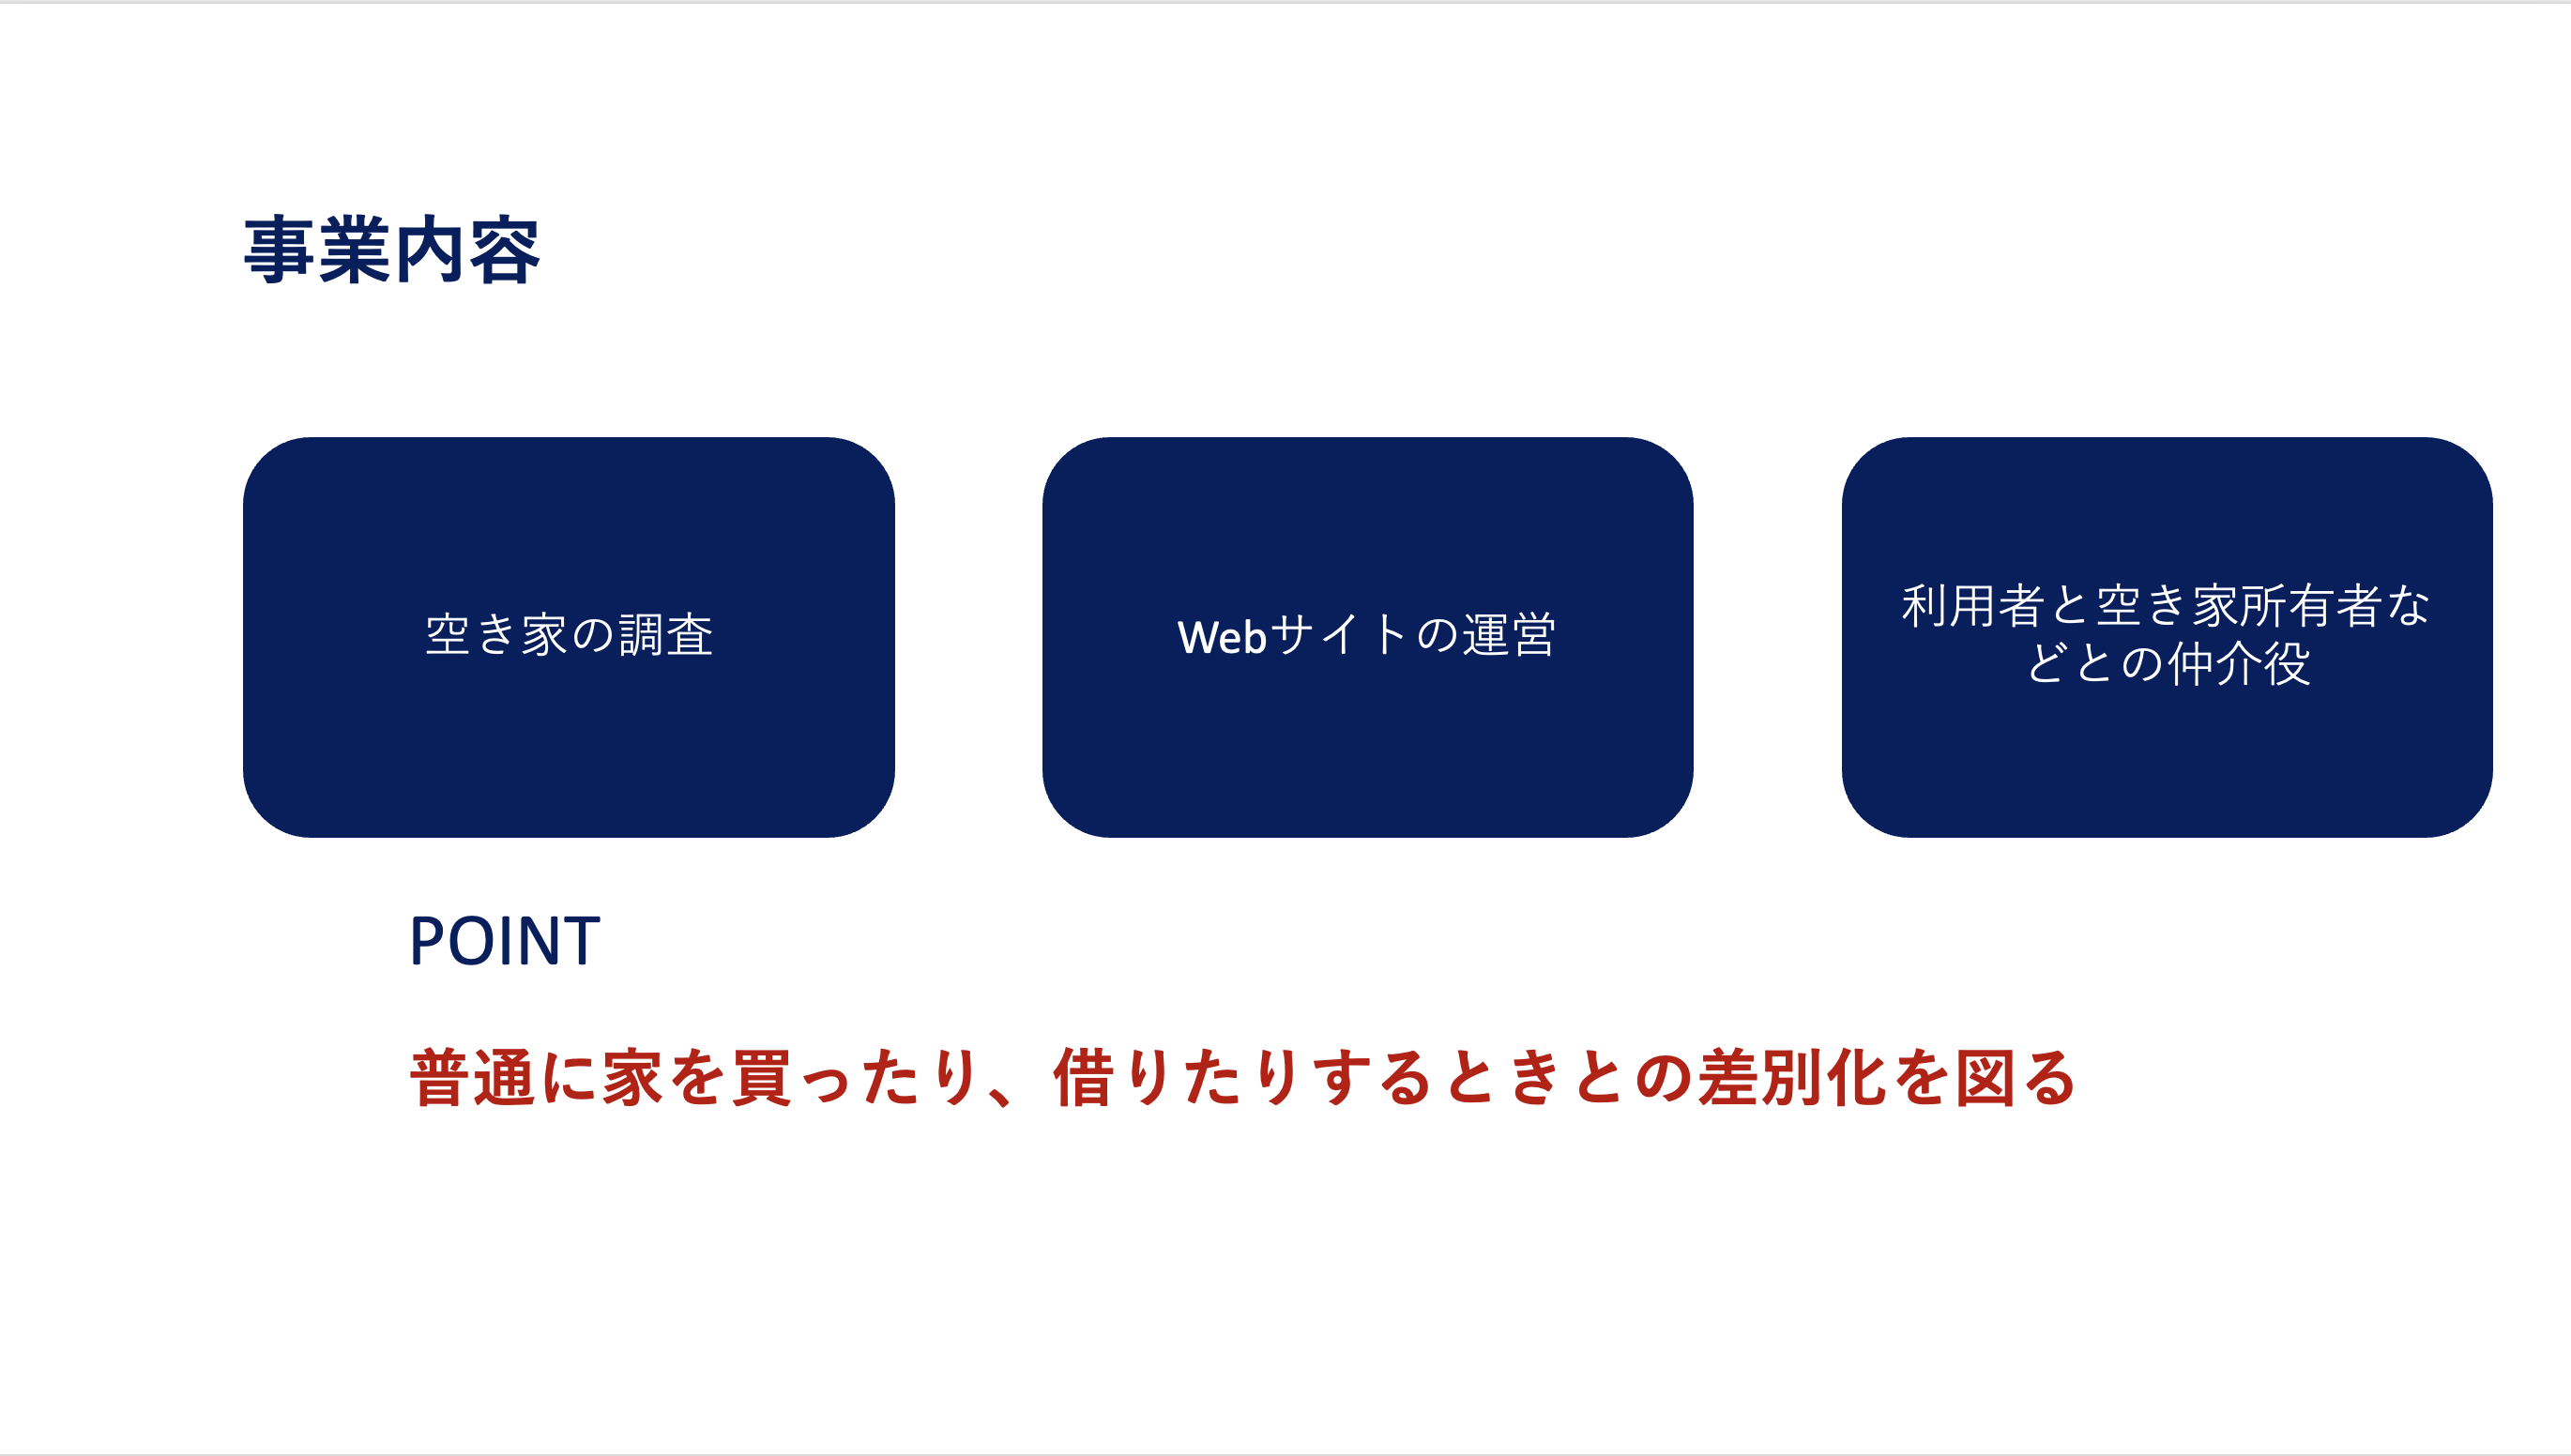 事業内容
空き家の調査
Webサイトの運営
利用者と空き家所有者な
どとの仲介役
POINT
普通に家を買ったり、借りたりするときとの差別化を図る